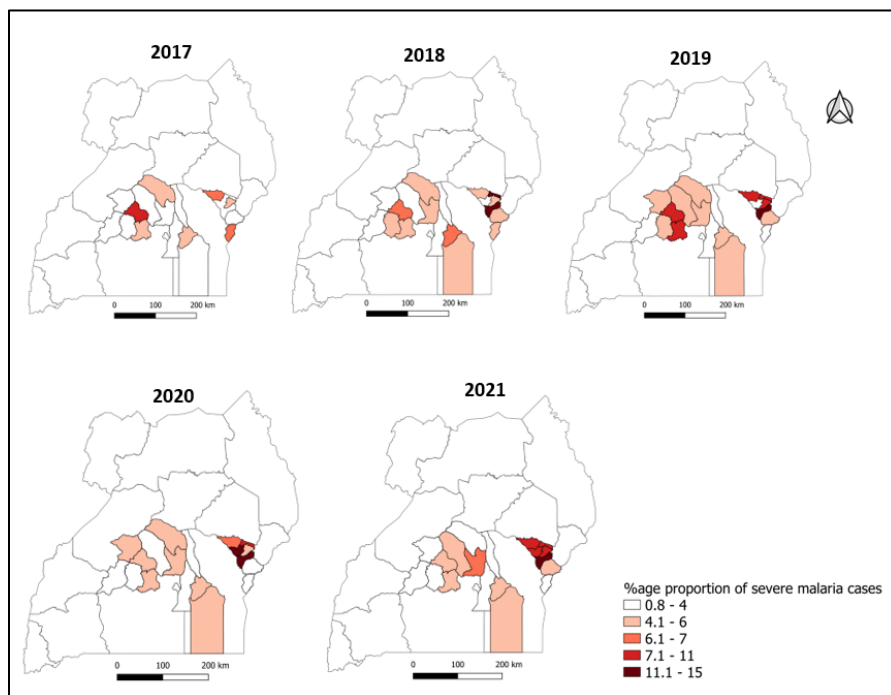 2017
2018
2019
0 100 200 km
0 100 200 km
0 100 200 km
2020
2021
%age proportion of severe malaria cases
0.8 - 4
4.1 - 6
6.1 - 7
7.1 - 11
11.1 - 15
0 100 200 km
0 100 200 km